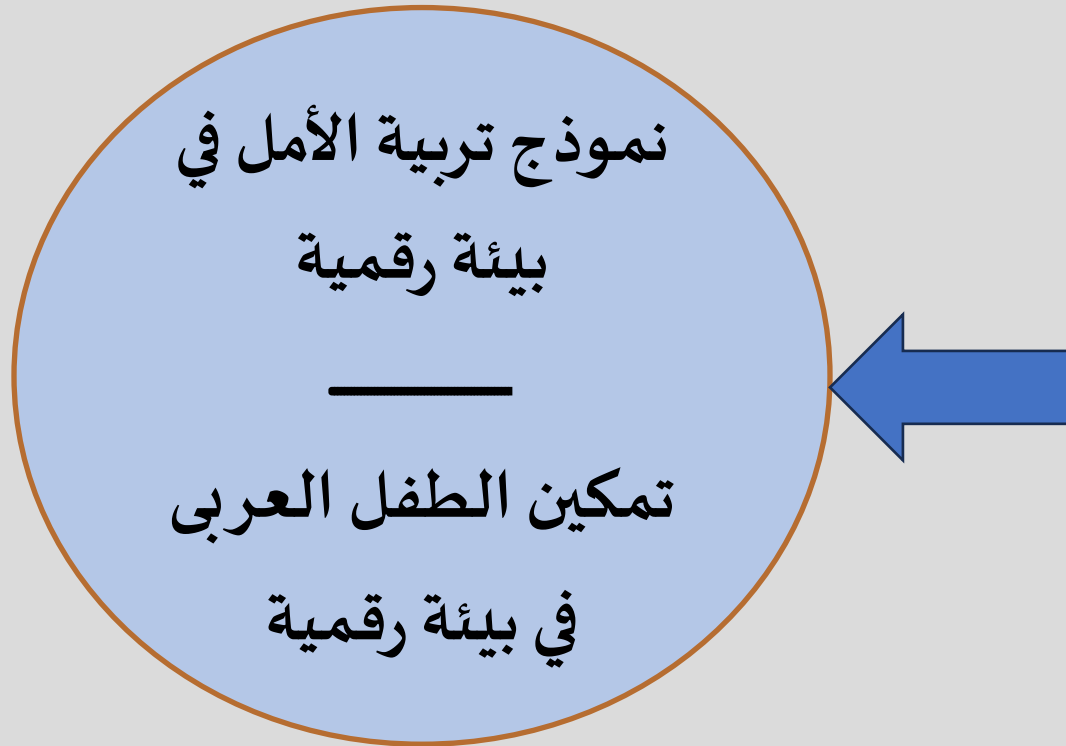 نموذج تربية الأمل في
بيئة رقمية
تمكين الطفل العربى
في بيئة رقمية